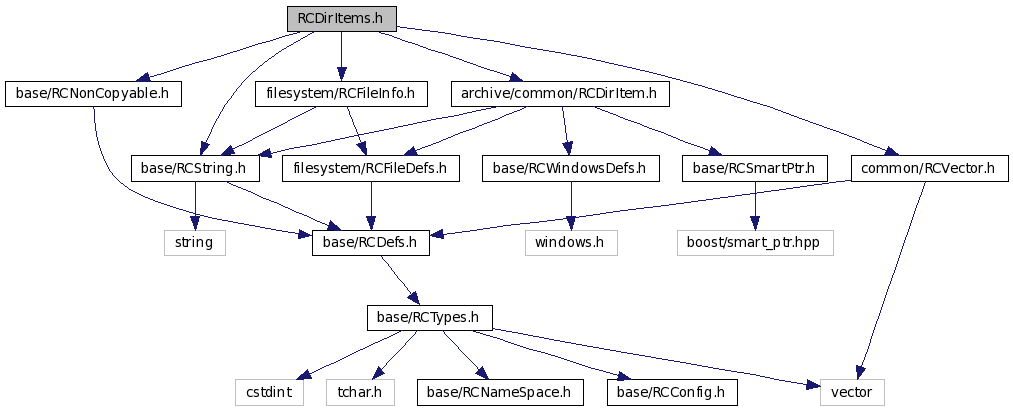 RCDirItems.h
base/RCNonCopyable.h
filesystem/RCFileInfo.h
archive/common/RCDirItem.h
base/RCString.h
filesystem/RCFileDefs.h
base/RCWindowsDefs.h
base/RCSmartPtr.h
common/RCVector.h
string
base/RCDefs.h
windows.h
boost/smart_ptr.hpp
base/RCTypes.h
cstdint
tchar.h
base/RCNameSpace.h
base/RCConfig.h
vector